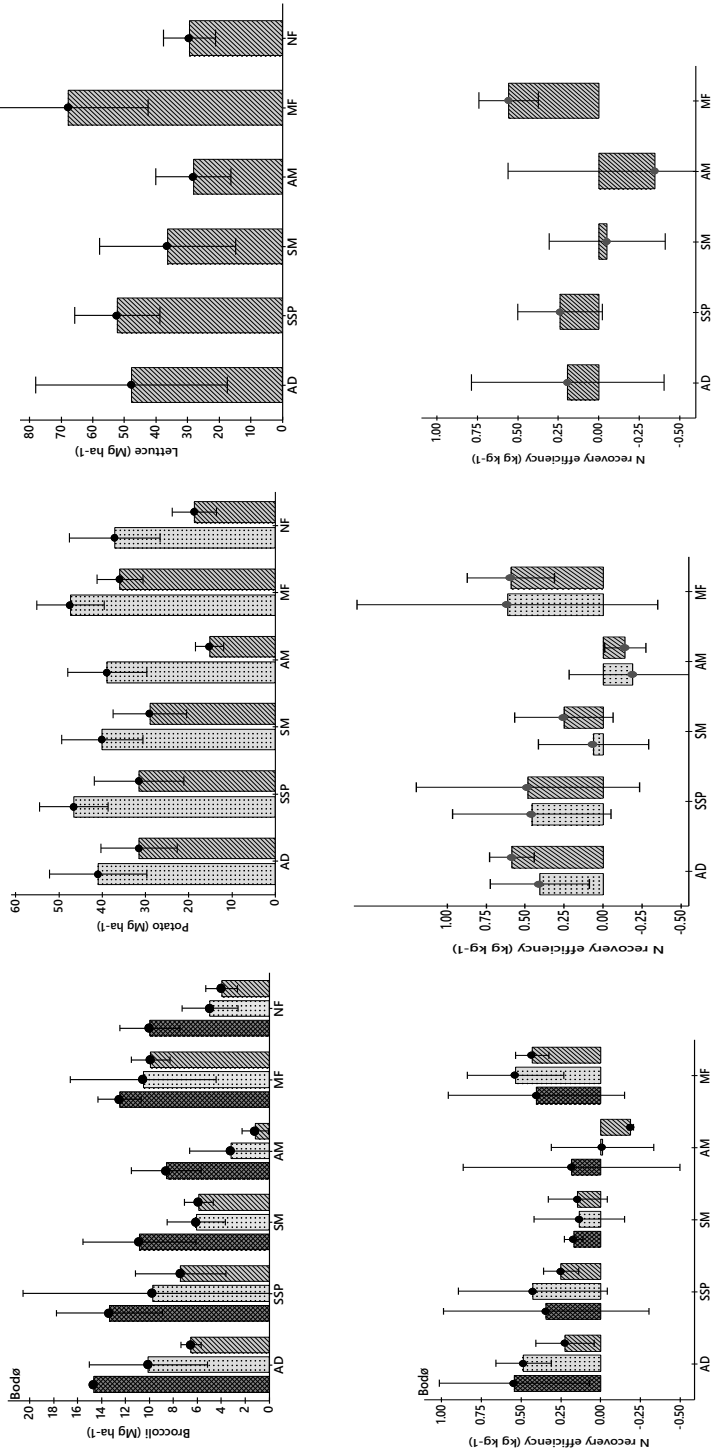 Bodø
Broccoli (Mg ha-1)
20
18
16
14
12
10
8
6
4
2
0
AD
SSP
SM
AM
MF
NF
Potato (Mg ha-1)
60
50
40
30
20
10
0
AD
SSP
SM
AM
MF
NF
Lettuce (Mg ha-1)
80
70
60
50
40
30
20
10
0
AD
SSP
SM
AM
MF
NF
Bodø
N recovery efficiency (kg kg-1)
1.00
0.75
0.50
0.25
0.00
-0.25
-0.50
AD
SSP
SM
AM
MF
N recovery efficiency (kg kg-1)
1.00
0.75
0.50
0.25
0.00
-0.25
-0.50
AD
SSP
SM
AM
MF
N recovery efficiency (kg kg-1)
1.00
0.75
0.50
0.25
0.00
-0.25
-0.50
AD
SSP
SM
AM
MF